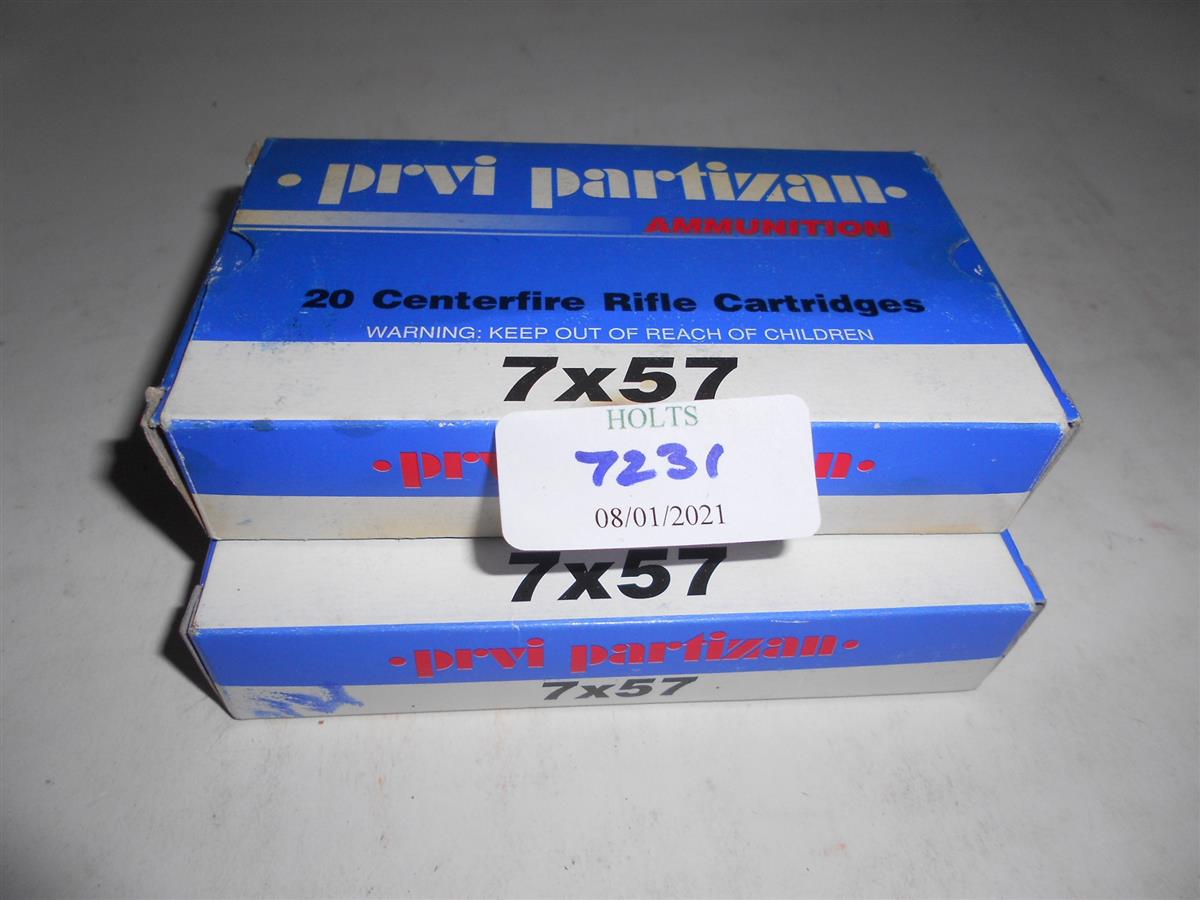 • prvi partizan •
AMMUNITION
20 Centerfire Rifle Cartridges
WARNING: KEEP OUT OF REACH OF CHILDREN
7x57
HOLTS
7231
08/01/2021
7x57
• prvi partizan •
7x57